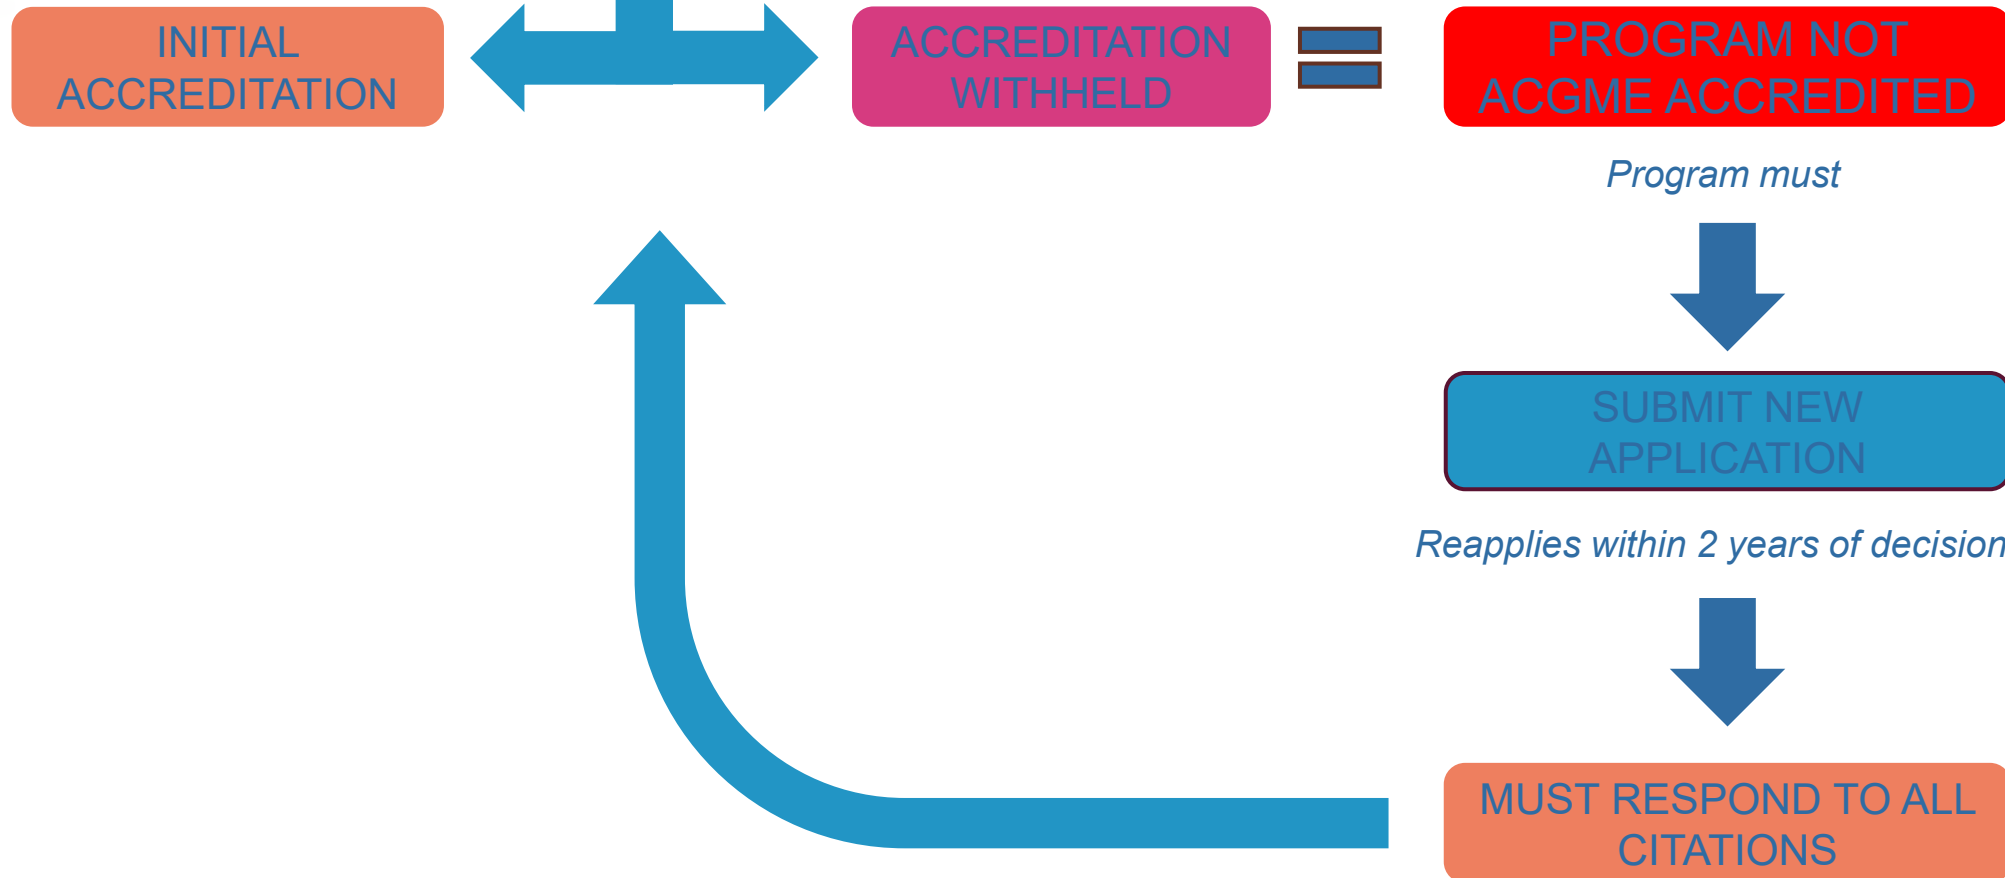 INITIAL
ACCREDITATION
ACCREDITATION
WITHHELD
PROGRAM NOT
ACGME ACCREDITED
Program must
SUBMIT NEW
APPLICATION
Reapplies within 2 years of decision
MUST RESPOND TO ALL
CITATIONS